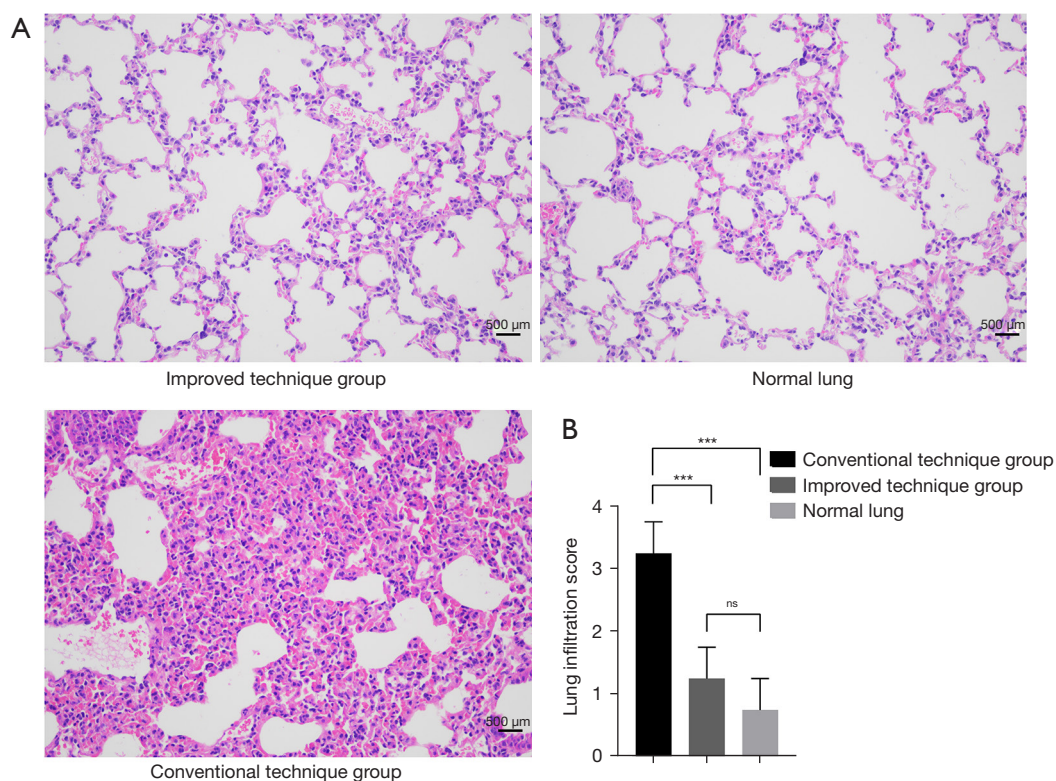 A
500 μm
500 μm
Improved technique group
Normal lung
500 μm
Conventional technique group
B
***
***
ns
Conventional technique group
Improved technique group
Normal lung
Lung infiltration score
4
3
2
1
0